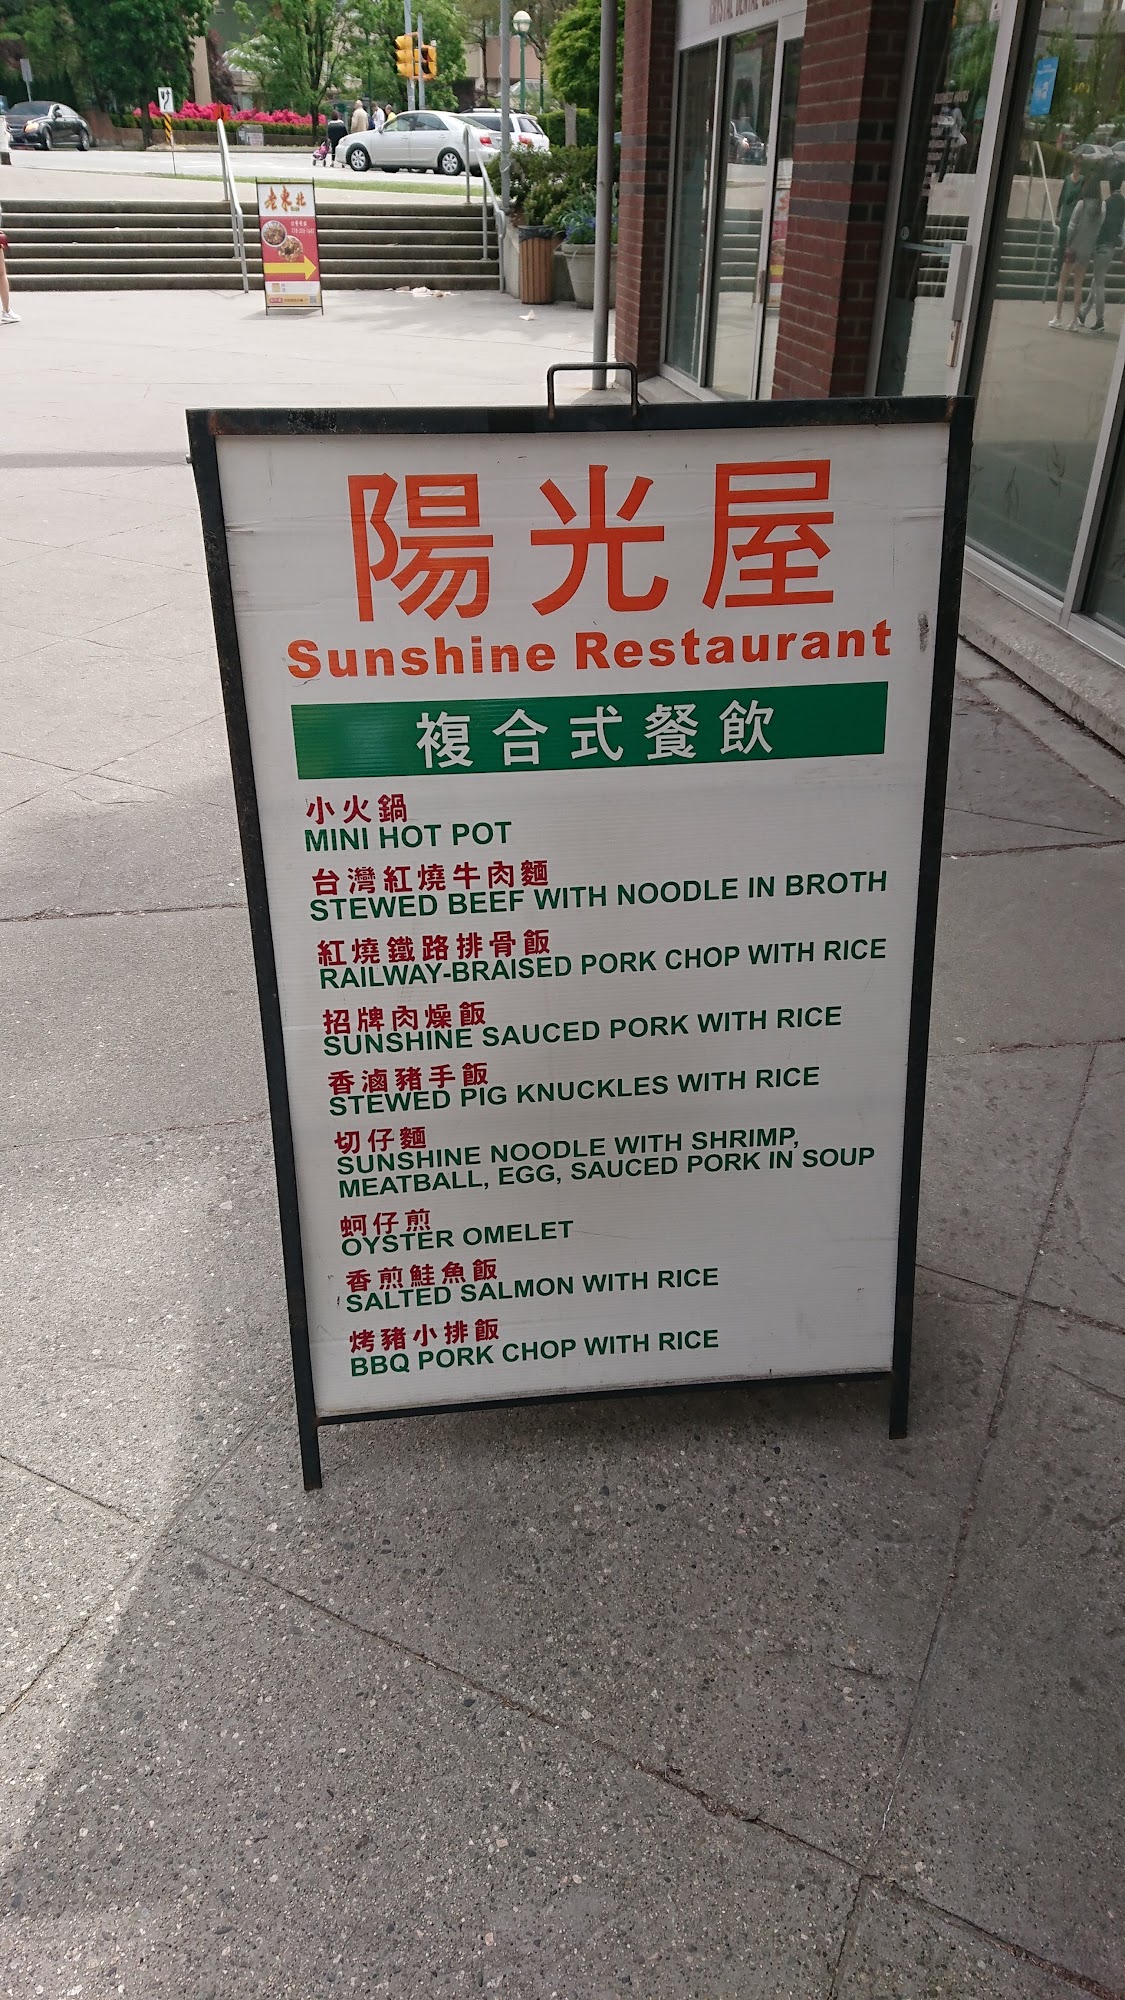 CRYSTAL DENTAL
老東北
陽光屋
Sunshine Restaurant
複合式餐飲
小火鍋
MINI HOT POT
台灣紅燒牛肉麵
STEWED BEEF WITH NOODLE IN BROTH
紅燒鐵路排骨飯
RAILWAY-BRAISED PORK CHOP WITH RICE
招牌肉燥飯
SUNSHINE SAUCED PORK WITH RICE
香滷豬手飯
STEWED PIG KNUCKLES WITH RICE
切仔麵
SUNSHINE NOODLE WITH SHRIMP,
MEATBALL, EGG, SAUCED PORK IN SOUP
蚵仔煎
OYSTER OMELET
香煎鮭魚飯
SALTED SALMON WITH RICE
烤豬小排飯
BBQ PORK CHOP WITH RICE